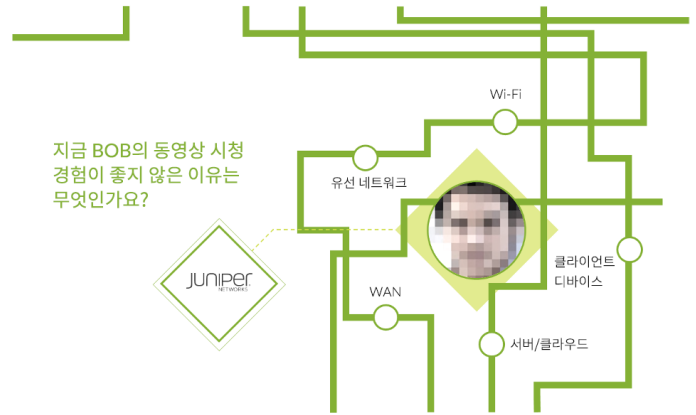 Wi-Fi
지금 BOB의 동영상 시청
경험이 좋지 않은 이유는
무엇인가요?
유선 네트워크
JUNIPER
NETWORKS
클라이언트
디바이스
WAN
서버/클라우드